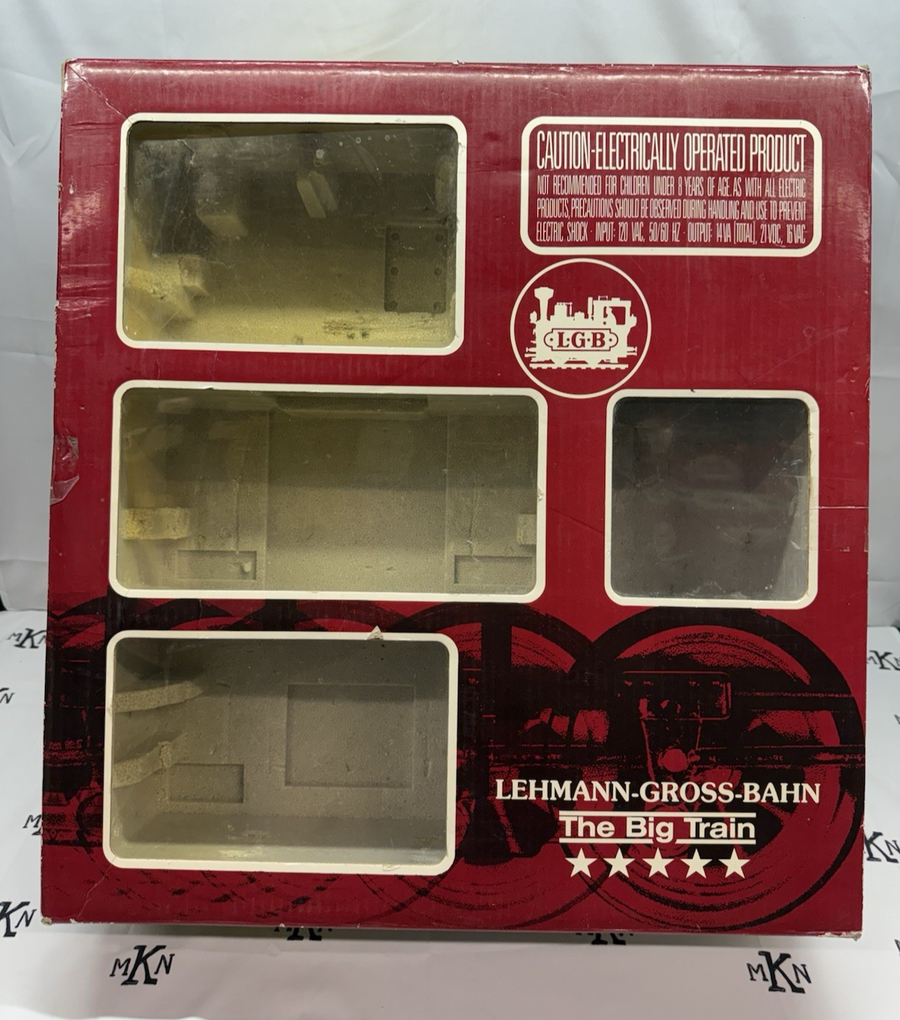 CAUTION-ELECTRICALLY OPERATED PRODUCT
NOT RECOMMENDED FOR CHILDREN UNDER 8 YEARS OF AGE. AS WITH ALL ELECTRIC
PRODUCTS, PRECAUTIONS SHOULD BE OBSERVED DURING HANDLING AND USE TO PREVENT
ELECTRIC SHOCK · INPUT: 120 VAC, 50/60 HZ · OUTPUT: 14 VA (TOTAL), 21 VDC, 16 VAC
L·G·B
LEHMANN-GROSS-BAHN
The Big Train
MKN
MKN